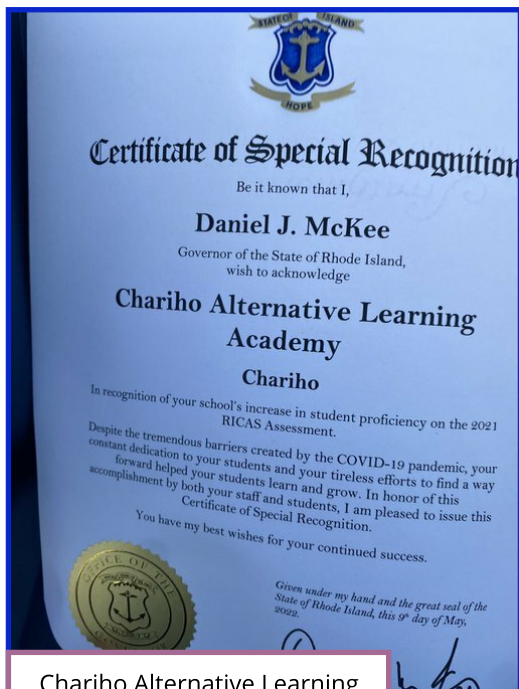 STATE OF
ISLAND
HOPE
Certificate of Special Recognition
Be it known that I,
Daniel J. McKee
Governor of the State of Rhode Island,
wish to acknowledge
Chariho Alternative Learning
Academy
Chariho
In recognition of your school's increase in student proficiency on the 2021
RICAS Assessment.
Despite the tremendous barriers created by the COVID-19 pandemic, your
constant dedication to your students and your tireless efforts to find a way
forward helped your students learn and grow. In honor of this
accomplishment by both your staff and students, I am pleased to issue this
Certificate of Special Recognition.
You have my best wishes for your continued success.
OFFICE OF THE
Given under my hand and the great seal of the
State of Rhode Island, this 9th day of May,
2022.
Chariho Alternative Learning